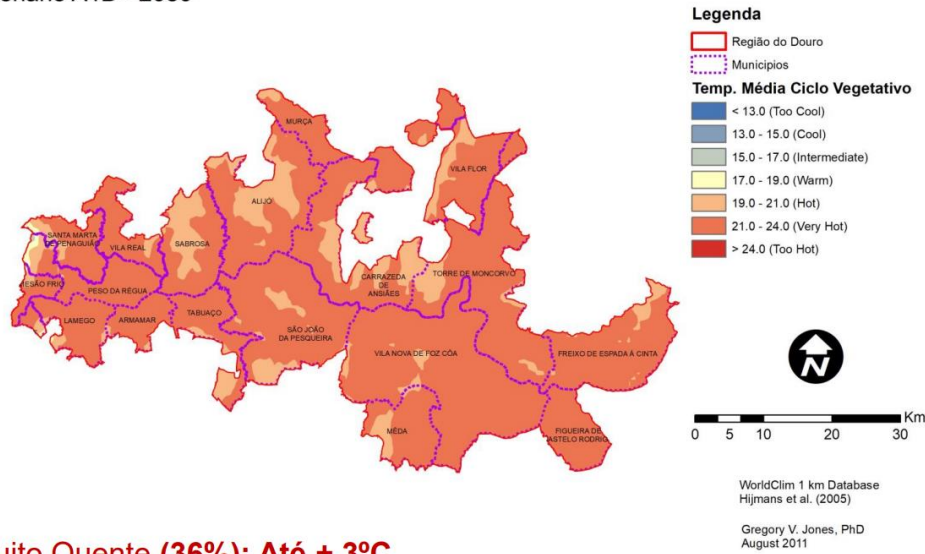 Legenda
Região do Douro
Municipios
Temp. Média Ciclo Vegetativo
< 13.0 (Too Cool)
13.0 - 15.0 (Cool)
15.0 - 17.0 (Intermediate)
17.0 - 19.0 (Warm)
19.0 - 21.0 (Hot)
21.0 - 24.0 (Very Hot)
> 24.0 (Too Hot)
MURÇA
VILA FLOR
ALIJÓ
SANTA MARTA
DE PENAGUIÃO
VILA REAL
SABROSA
MESÃO FRIO
PESO DA RÉGUA
CARRAZEDA
DE
ANSIÃES
TORRE DE MONCORVO
LAMEGO
ARMAMAR
TABUAÇO
SÃO JOÃO
DA PESQUEIRA
VILA NOVA DE FOZ CÔA
FREIXO DE ESPADA À CINTA
MÊDA
FIGUEIRA DE
ASTELO RODRIG
N
Km
0 5 10 20 30
WorldClim 1 km Database
Hijmans et al. (2005)
Gregory V. Jones, PhD
August 2011
uito Quente (36%): Até + 3ºC